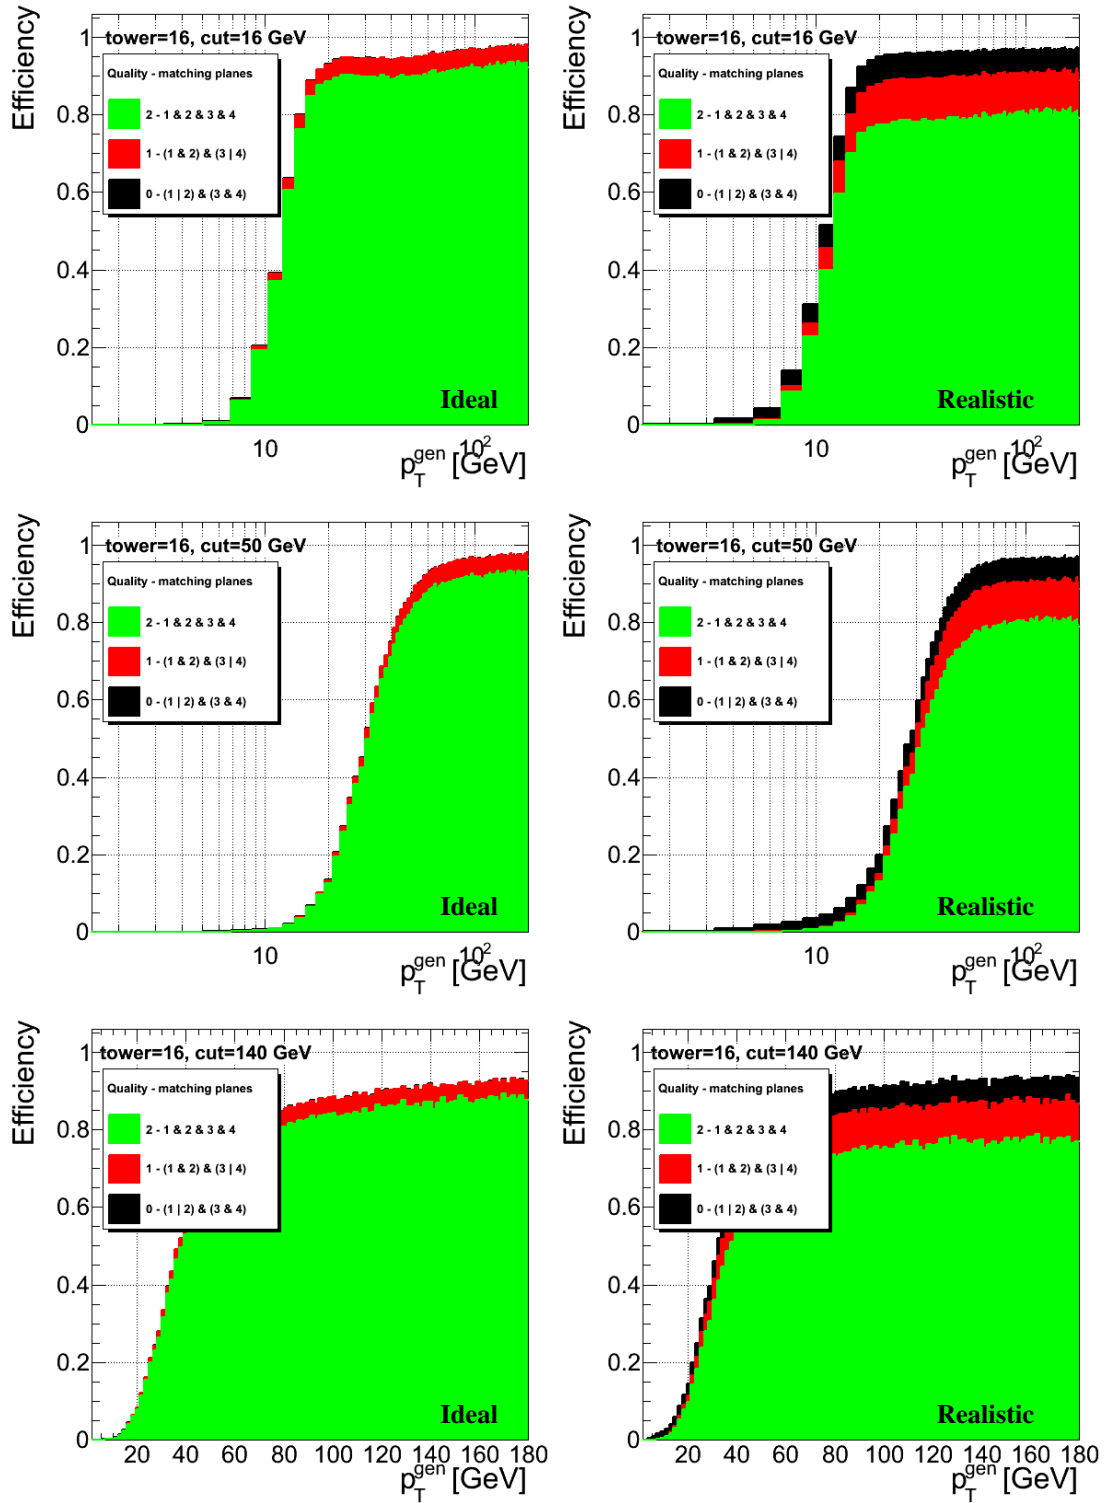 Efficiency
1
0.8
0.6
0.4
0.2
0
tower=16, cut=16 GeV
Quality - matching planes
2 - 1 & 2 & 3 & 4
1 - (1 & 2) & (3 | 4)
0 - (1 | 2) & (3 & 4)
Ideal
10
10²
p_T^gen [GeV]
Efficiency
1
0.8
0.6
0.4
0.2
0
tower=16, cut=16 GeV
Quality - matching planes
2 - 1 & 2 & 3 & 4
1 - (1 & 2) & (3 | 4)
0 - (1 | 2) & (3 & 4)
Realistic
10
10²
p_T^gen [GeV]
Efficiency
1
0.8
0.6
0.4
0.2
0
tower=16, cut=50 GeV
Quality - matching planes
2 - 1 & 2 & 3 & 4
1 - (1 & 2) & (3 | 4)
0 - (1 | 2) & (3 & 4)
Ideal
10
10²
p_T^gen [GeV]
Efficiency
1
0.8
0.6
0.4
0.2
0
tower=16, cut=50 GeV
Quality - matching planes
2 - 1 & 2 & 3 & 4
1 - (1 & 2) & (3 | 4)
0 - (1 | 2) & (3 & 4)
Realistic
10
10²
p_T^gen [GeV]
Efficiency
1
0.8
0.6
0.4
0.2
0
tower=16, cut=140 GeV
Quality - matching planes
2 - 1 & 2 & 3 & 4
1 - (1 & 2) & (3 | 4)
0 - (1 | 2) & (3 & 4)
Ideal
20 40 60 80 100 120 140 160 180
p_T^gen [GeV]
Efficiency
1
0.8
0.6
0.4
0.2
0
tower=16, cut=140 GeV
Quality - matching planes
2 - 1 & 2 & 3 & 4
1 - (1 & 2) & (3 | 4)
0 - (1 | 2) & (3 & 4)
Realistic
20 40 60 80 100 120 140 160 180
p_T^gen [GeV]